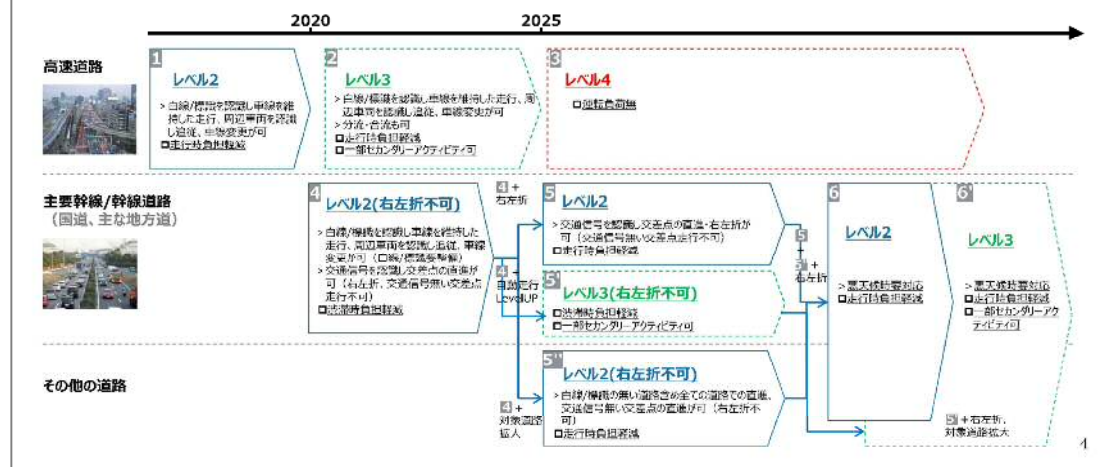 2020
2025
高速道路
1
レベル2
> 白線/標識を認識し車線を維
持した走行、周辺車両を認識
し追従、車線変更が可
□走行時負担軽減
2
レベル3
> 白線/標識を認識し車線を維持した走行、周
辺車両を認識し追従、車線変更が可
> 分流・合流も可
□走行時負担軽減
□一部セカンダリーアクティビティ可
3
レベル4
□運転負荷無
主要幹線/幹線道路
(国道、主な地方道)
4
レベル2(右左折不可)
> 白線/標識を認識し車線を維持した
走行、周辺車両を認識し追従、車線
変更が可
> 交通信号を認識し交差点の直進が
可(右左折、交通信号無い交差点
走行不可)
□渋滞時負担軽減
4 +
右左折
4 +
自動走行
LevelUP
5
レベル2
> 交通信号を認識し交差点の直進・右左折が
可(交通信号無い交差点走行不可)
□走行時負担軽減
5'
レベル3(右左折不可)
□渋滞時負担軽減
□一部セカンダリーアクティビティ可
5
+
5' +
右左折
6
レベル2
> 悪天候時要対応
□走行時負担軽減
6'
レベル3
> 悪天候時要対応
□走行時負担軽減
□一部セカンダリーアク
ティビティ可
その他の道路
4 +
対象道路
拡大
5''
レベル2(右左折不可)
> 白線/標識の無い道路含め全ての道路での直進、
交通信号無い交差点の直進が可(右左折不
可)
□走行時負担軽減
+右左折,
対象道路拡大
4